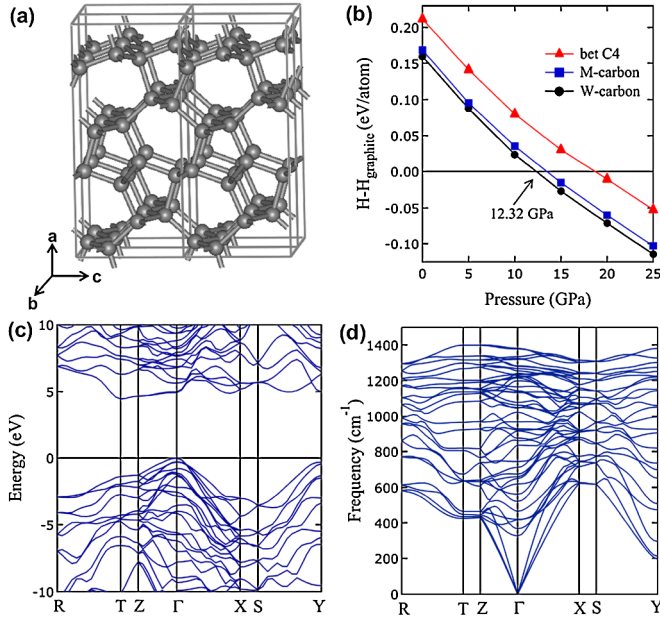 (a)
a
b
c
(b)
H-Hgraphite (eV/atom)
0.20
0.15
0.10
0.05
0.00
-0.05
-0.10
bet C4
M-carbon
W-carbon
12.32 GPa
0 5 10 15 20 25
Pressure (GPa)
(c)
Energy (eV)
10
5
0
-5
-10
R T Z Γ X S Y
(d)
Frequency (cm-1)
1400
1200
1000
800
600
400
200
0
R T Z Γ X S Y